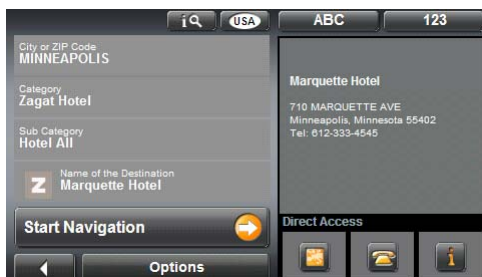 i
USA
ABC
123
City or ZIP Code
MINNEAPOLIS
Category
Zagat Hotel
Sub Category
Hotel All
Z
Name of the Destination
Marquette Hotel
Start Navigation
Options
Marquette Hotel
710 MARQUETTE AVE
Minneapolis, Minnesota 55402
Tel: 612-333-4545
Direct Access
i